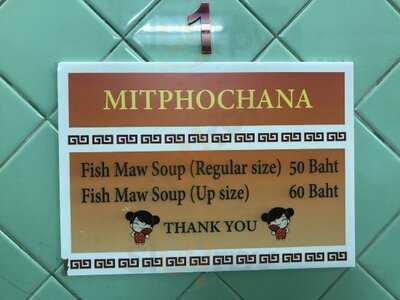 1
MITPHOCHANA
Fish Maw Soup (Regular size) 50 Baht
Fish Maw Soup (Up size) 60 Baht
THANK YOU